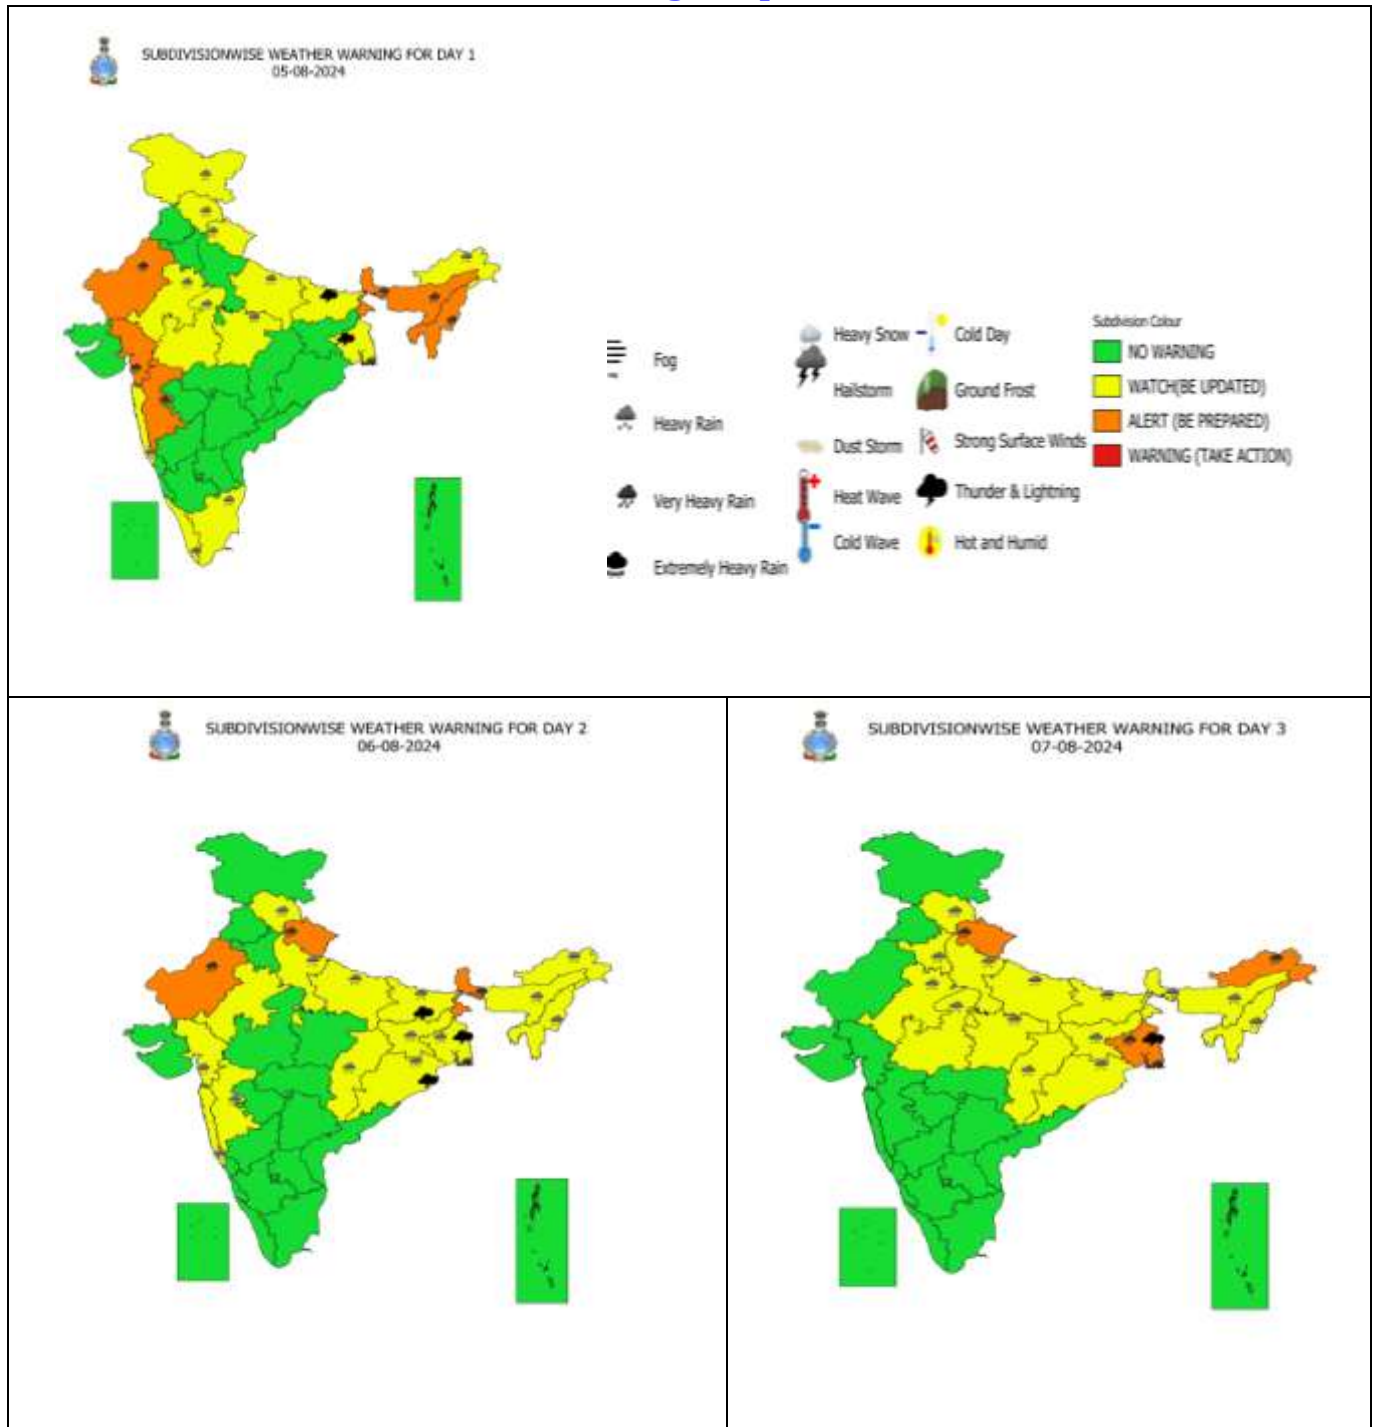 SUBDIVISIONWISE WEATHER WARNING FOR DAY 1
05-08-2024
Fog
Heavy Rain
Very Heavy Rain
Extremely Heavy Rain
Heavy Snow
Hailstorm
Dust Storm
Heat Wave
Cold Wave
Cold Day
Ground Frost
Strong Surface Winds
Thunder & Lightning
Hot and Humid
Subdivision Colour
NO WARNING
WATCH(BE UPDATED)
ALERT (BE PREPARED)
WARNING (TAKE ACTION)
SUBDIVISIONWISE WEATHER WARNING FOR DAY 2
06-08-2024
SUBDIVISIONWISE WEATHER WARNING FOR DAY 3
07-08-2024